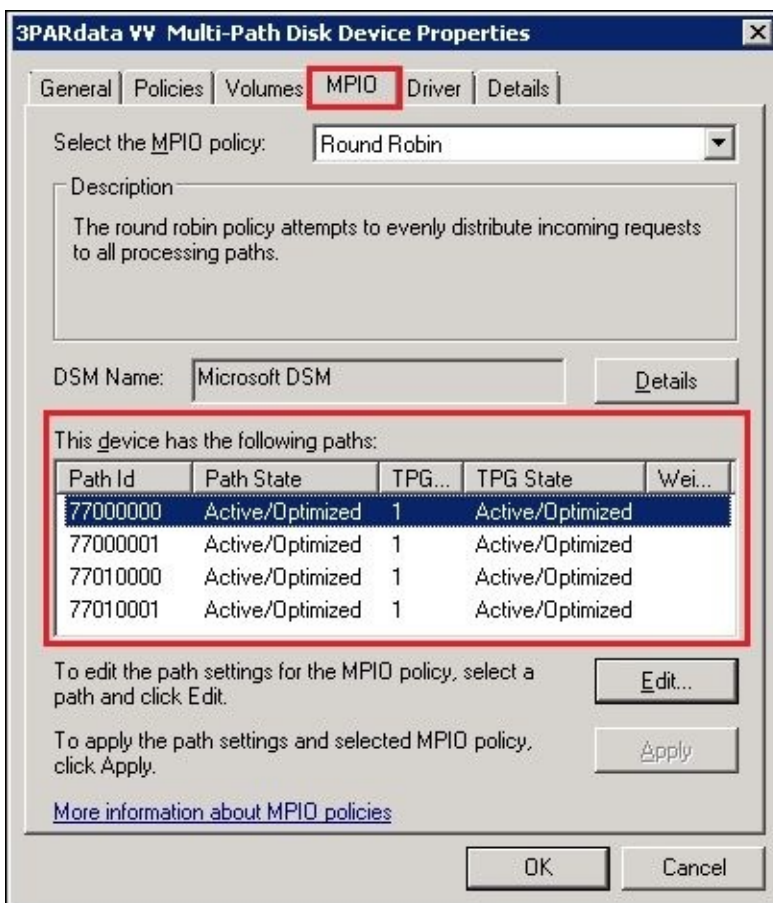 3PARdata VV Multi-Path Disk Device Properties
General Policies Volumes MPIO Driver Details
Select the MPIO policy: Round Robin
Description
The round robin policy attempts to evenly distribute incoming requests
to all processing paths.
DSM Name: Microsoft DSM Details
This device has the following paths:
Path Id Path State TPG... TPG State Wei...
77000000 Active/Optimized 1 Active/Optimized
77000001 Active/Optimized 1 Active/Optimized
77010000 Active/Optimized 1 Active/Optimized
77010001 Active/Optimized 1 Active/Optimized
To edit the path settings for the MPIO policy, select a
path and click Edit.
Edit...
To apply the path settings and selected MPIO policy,
click Apply.
Apply
More information about MPIO policies
OK Cancel